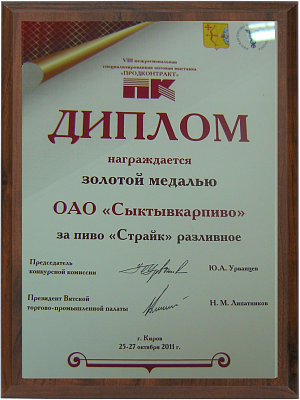 VIII межрегиональная
специализированная оптовая выставка
«ПРОДКОНТРАКТ»
ПК
ДИПЛОМ
награждается
золотой медалью
ОАО «Сыктывкарпиво»
за пиво «Страйк» разливное
Председатель
конкурсной комиссии Ю.А. Урванцев
Президент Вятской
торгово-промышленной палаты Н. М. Липатников
г. Киров
25-27 октября 2011 г.